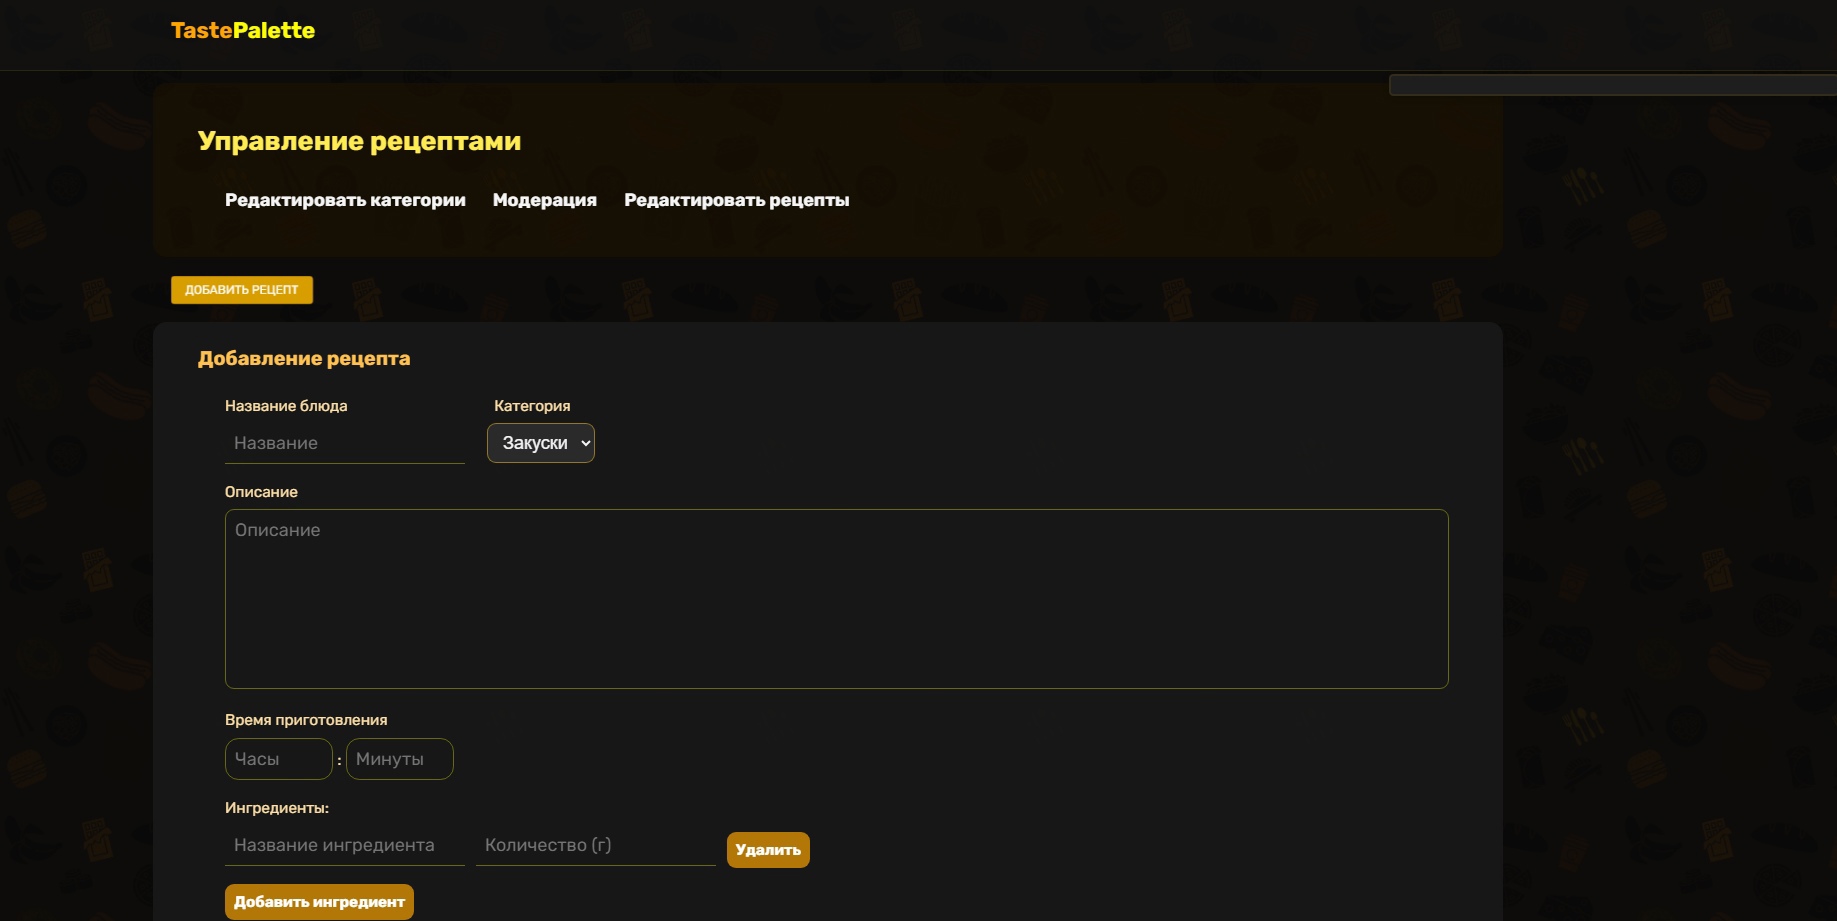 TastePalette
Управление рецептами
Редактировать категории Модерация Редактировать рецепты
ДОБАВИТЬ РЕЦЕПТ
Добавление рецепта
Название блюда Категория
Название Закуски
Описание
Описание
Время приготовления
Часы : Минуты
Ингредиенты:
Название ингредиента Количество (г) Удалить
Добавить ингредиент